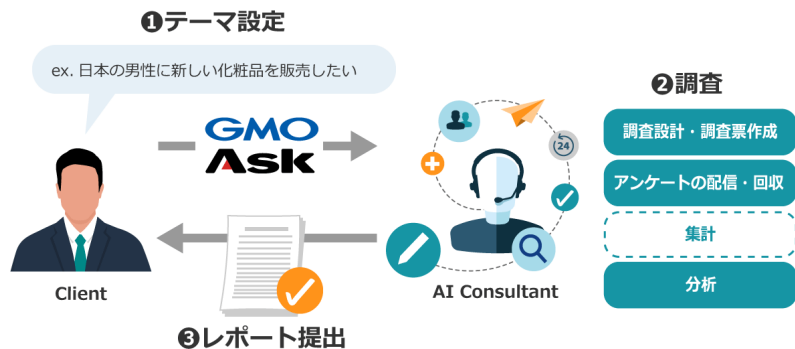 ❶テーマ設定
ex. 日本の男性に新しい化粧品を販売したい
GMO
Ask
Client
AI Consultant
24
❷調査
調査設計・調査票作成
アンケートの配信・回収
集計
分析
❸レポート提出